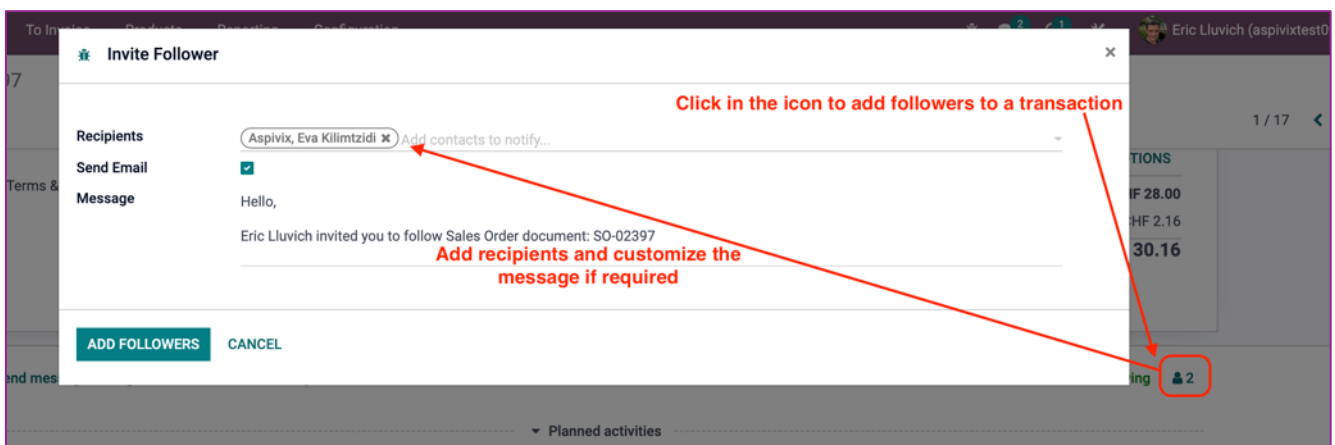 To Invoice Products Reporting Configuration 2 1 Eric Lluvich (aspivixtest0
97
Invite Follower ×
Click in the icon to add followers to a transaction
1 / 17
Recipients Aspivix, Eva Kilimtzidi Add contacts to notify...
Send Email
TIONS
Terms &
Message Hello,
HF 28.00
CHF 2.16
Eric Lluvich invited you to follow Sales Order document: SO-02397
30.16
Add recipients and customize the
message if required
ADD FOLLOWERS CANCEL
end mes ing 2
Planned activities